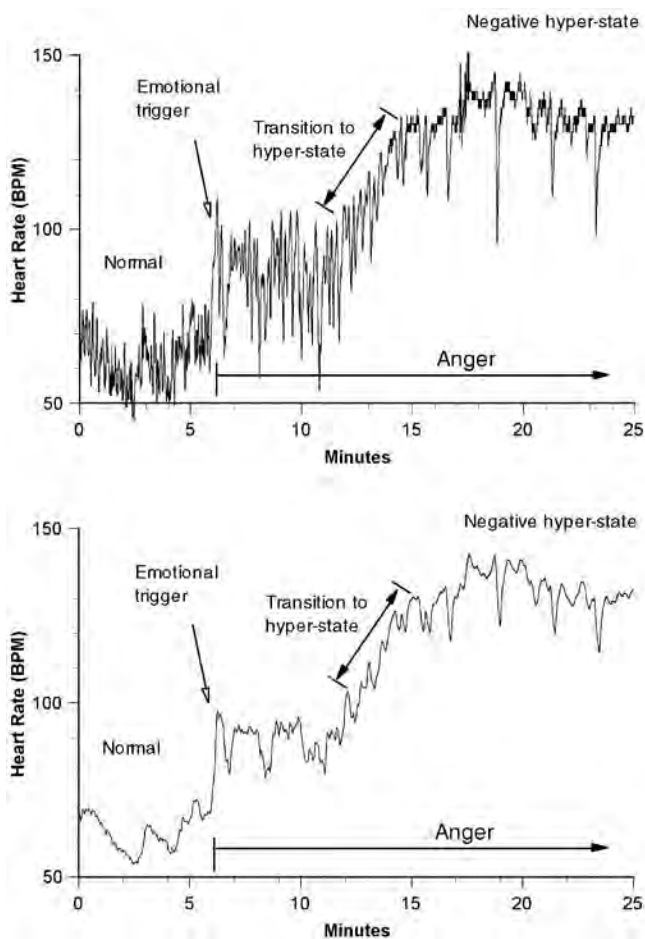 Negative hyper-state
150
Emotional
trigger
Transition to
hyper-state
100
Normal
Heart Rate (BPM)
Anger
50
0 5 10 15 20 25
Minutes
150
Negative hyper-state
Emotional
trigger
Transition to
hyper-state
100
Normal
Heart Rate (BPM)
Anger
50
0 5 10 15 20 25
Minutes